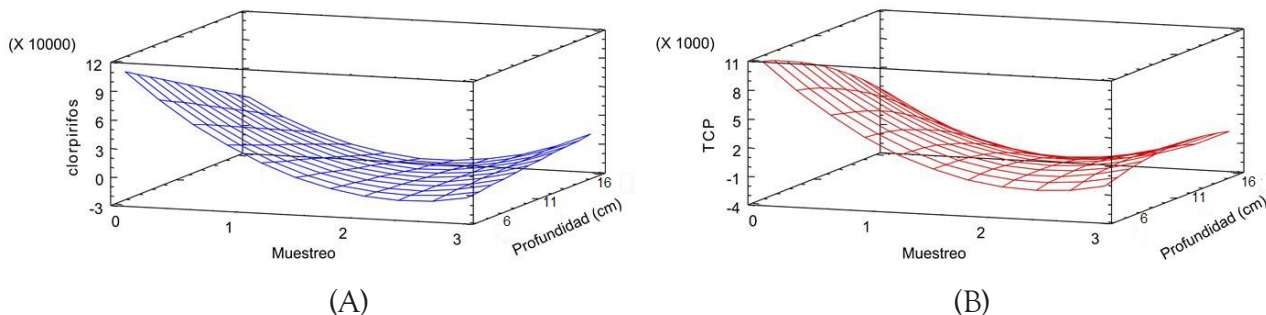 (X 10000)
12
9
6
3
0
-3
clorpirifos
0
1
2
3
Muestreo
6
11
16
Profundidad (cm)
(A)
(X 1000)
11
8
5
2
-1
-4
TCP
0
1
2
3
Muestreo
6
11
16
Profundidad (cm)
(B)